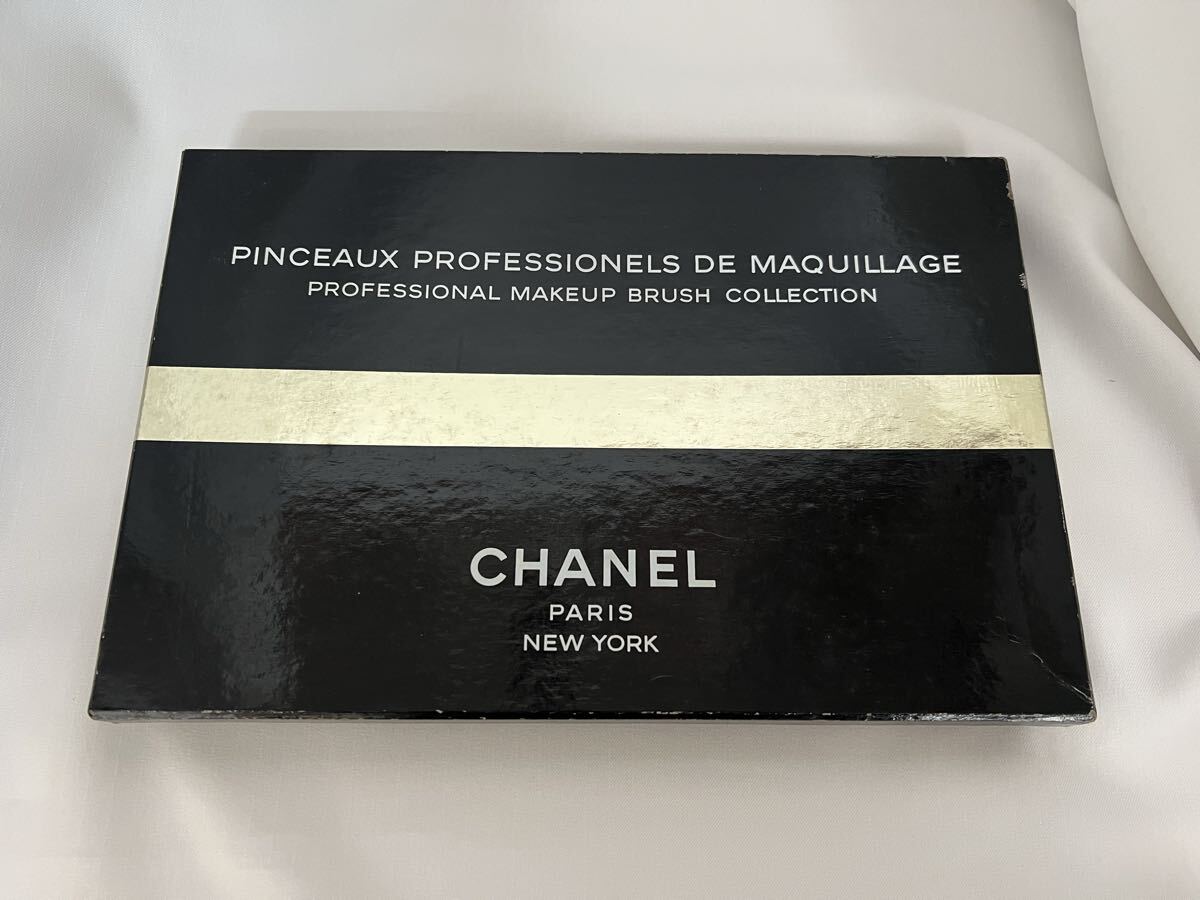 PINCEAUX PROFESSIONELS DE MAQUILLAGE
PROFESSIONAL MAKEUP BRUSH COLLECTION
CHANEL
PARIS
NEW YORK